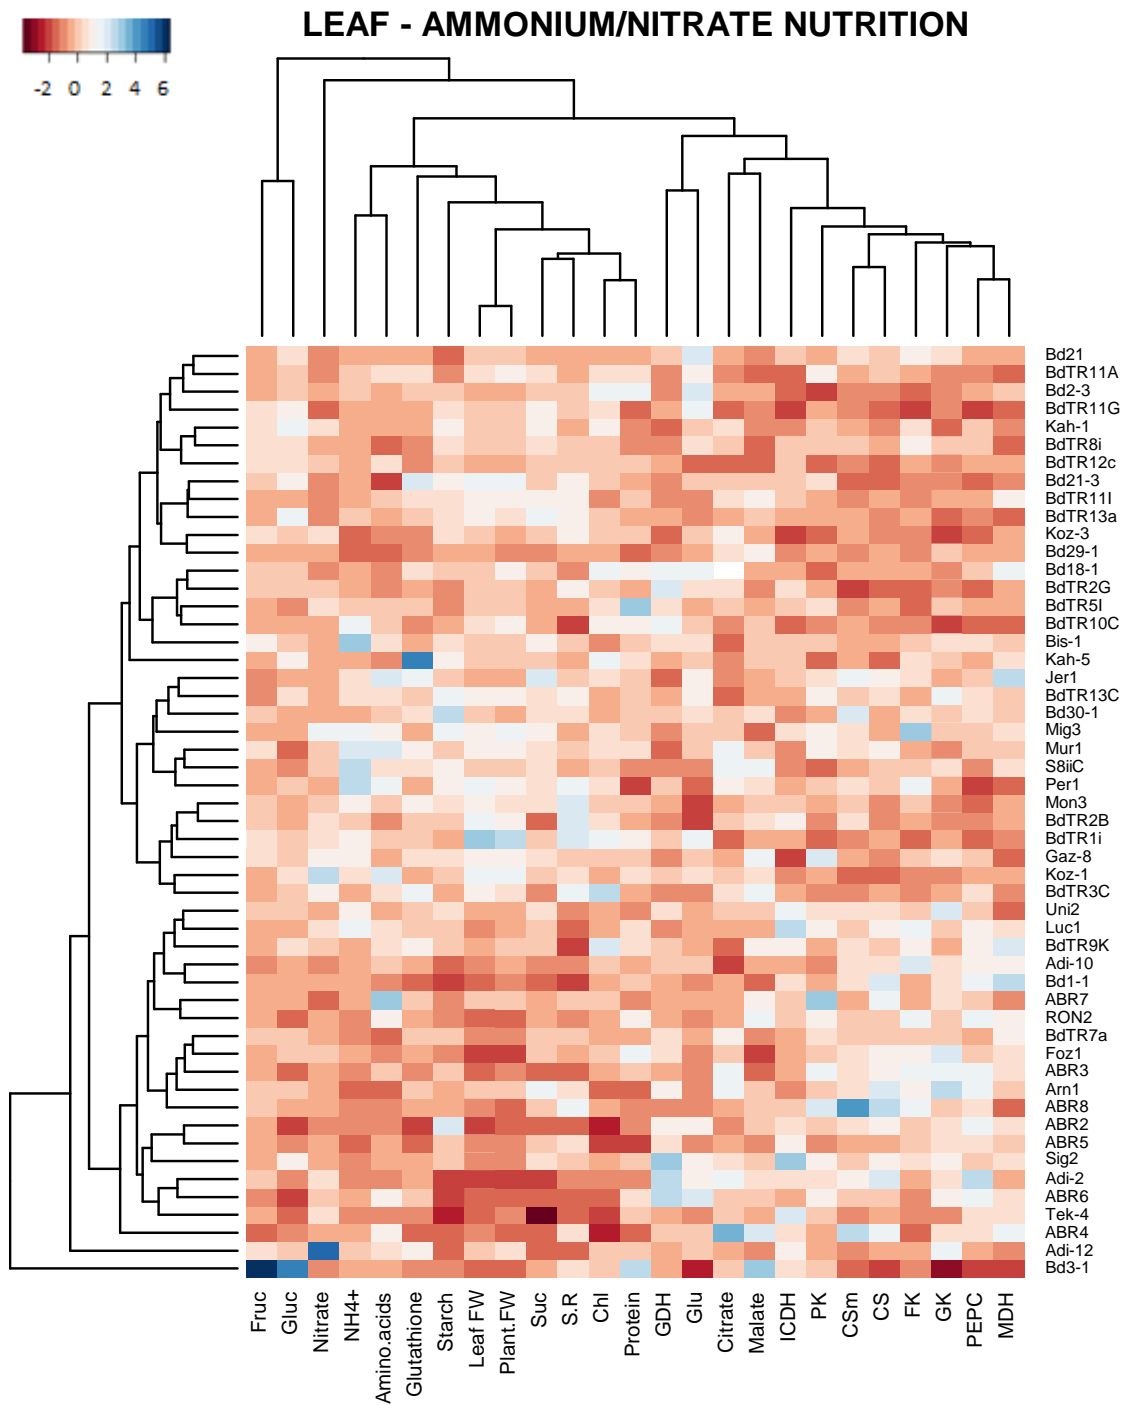 LEAF - AMMONIUM/NITRATE NUTRITION
-2 0 2 4 6
Bd21
BdTR11A
Bd2-3
BdTR11G
Kah-1
BdTR8i
BdTR12c
Bd21-3
BdTR11I
BdTR13a
Koz-3
Bd29-1
Bd18-1
BdTR2G
BdTR5I
BdTR10C
Bis-1
Kah-5
Jer1
BdTR13C
Bd30-1
Mig3
Mur1
S8iiC
Per1
Mon3
BdTR2B
BdTR1i
Gaz-8
Koz-1
BdTR3C
Uni2
Luc1
BdTR9K
Adi-10
Bd1-1
ABR7
RON2
BdTR7a
Foz1
ABR3
Arn1
ABR8
ABR2
ABR5
Sig2
Adi-2
ABR6
Tek-4
ABR4
Adi-12
Bd3-1
Fruc
Gluc
Nitrate
NH4+
Amino.acids
Glutathione
Starch
Leaf FW
Plant.FW
Suc
S.R
Chl
Protein
GDH
Glu
Citrate
Malate
ICDH
PK
CSm
CS
FK
GK
PEPC
MDH